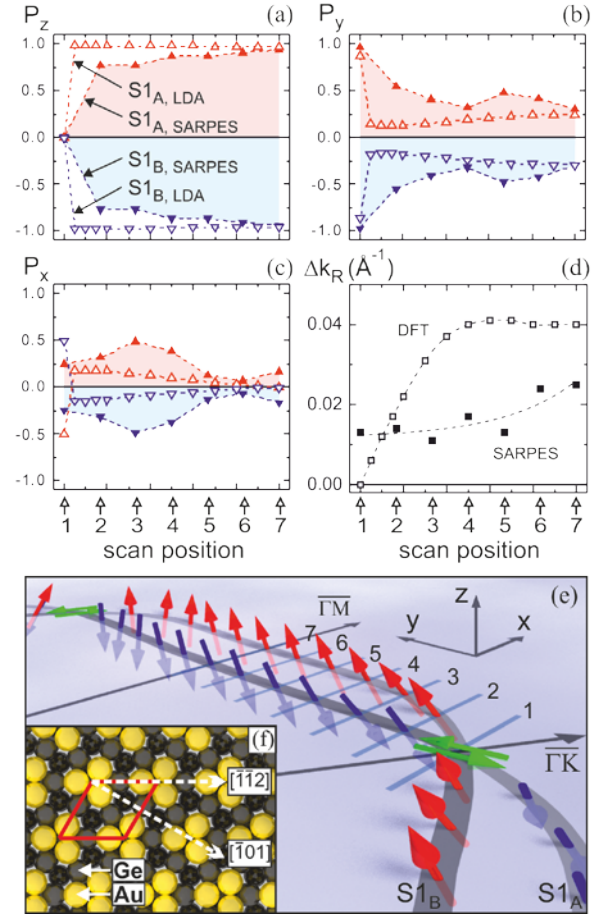 P_z (a)
1.0
0.5
0.0
-0.5
-1.0
S1_A, LDA
S1_A, SARPES
S1_B, SARPES
S1_B, LDA
P_y (b)
1.0
0.5
0.0
-0.5
-1.0
P_x (c)
1.0
0.5
0.0
-0.5
-1.0
1 2 3 4 5 6 7
scan position
Δk_R(Å⁻¹) (d)
0.04
0.02
0.00
DFT
SARPES
1 2 3 4 5 6 7
scan position
(e)
Γ̅M̅
z
y x
7
6
5
4
3
2
1
Γ̅K̅
S1_B S1_A
(f)
[1̅1̅2]
[1̅01]
Ge
Au